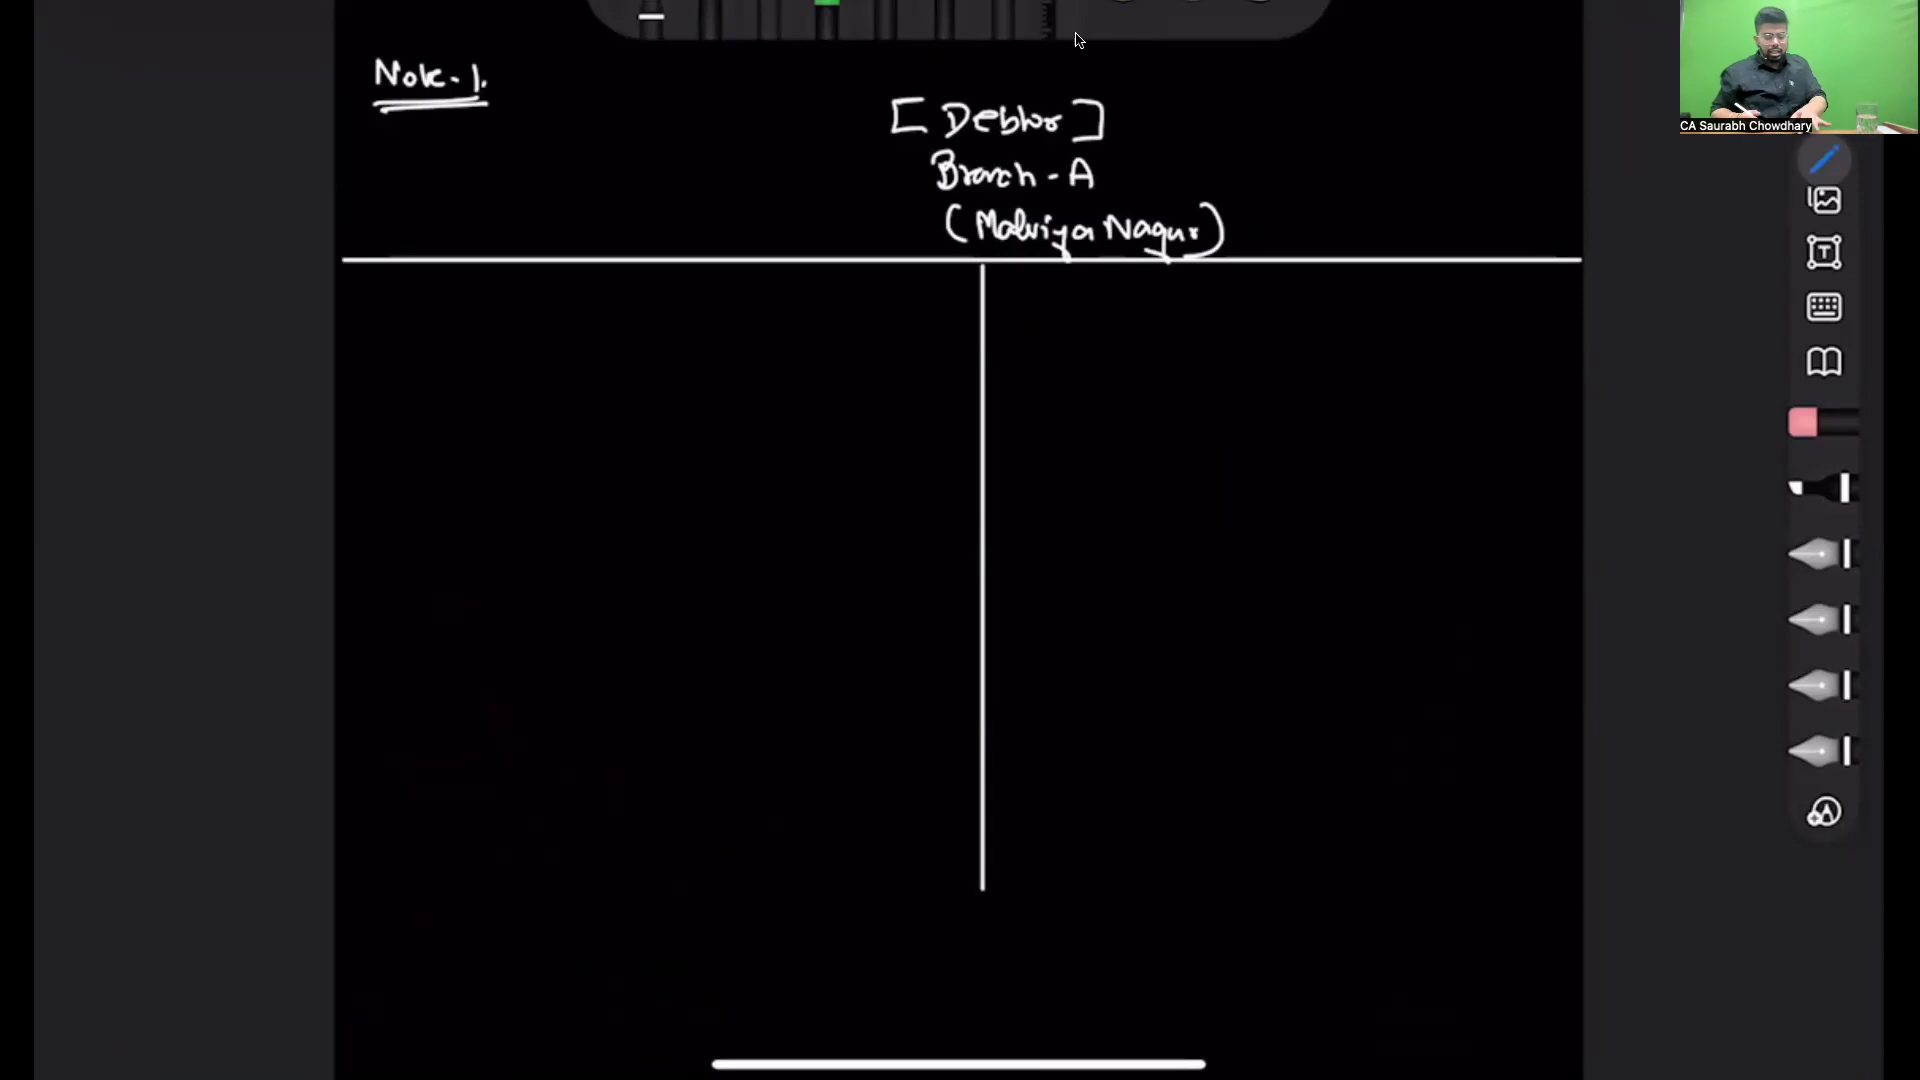 Note-1.
[Debtor]
Branch-A
(Malviya Nagar)
CA Saurabh Chowdhary